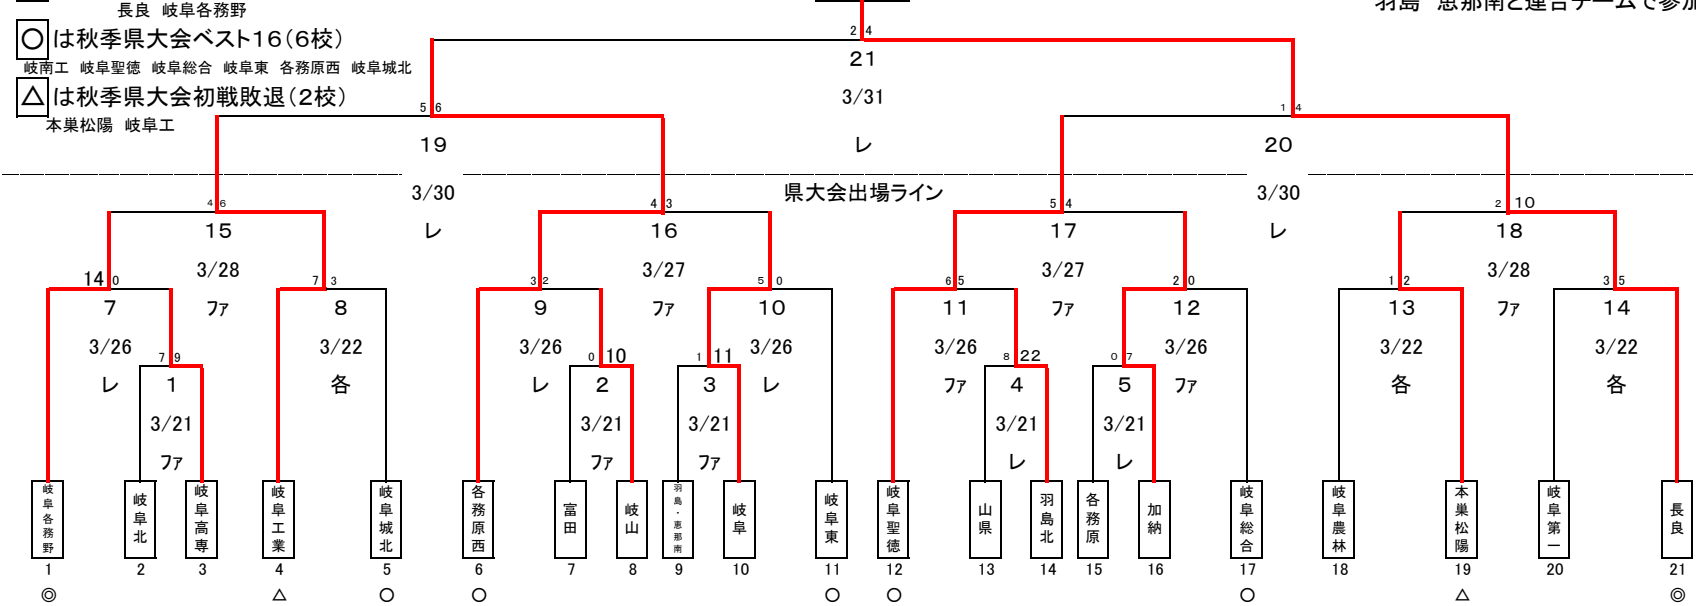 長良 岐阜各務野
羽島 恵那南と連合チームで参加
○は秋季県大会ベスト16(6校)
岐南工 岐阜聖徳 岐阜総合 岐阜東 各務原西 岐阜城北
△は秋季県大会初戦敗退(2校)
本巣松陽 岐阜工
2 4
21
3/31
レ
5 6
19
3/30
レ
1 4
20
3/30
レ
県大会出場ライン
4 6
15
3/28
ファ
4 3
16
3/27
ファ
5 4
17
3/27
ファ
2 10
18
3/28
ファ
14 0
7
3/26
レ
7 3
8
3/22
各
3 2
9
3/26
レ
5 0
10
3/26
レ
6 5
11
3/26
ファ
2 0
12
3/26
ファ
1 2
13
3/22
各
3 5
14
3/22
各
7 9
1
3/21
ファ
0 10
2
3/21
ファ
1 11
3
3/21
ファ
8 22
4
3/21
レ
0 7
5
3/21
レ
岐阜各務野
岐阜北
岐阜高専
岐阜工業
岐阜城北
各務原西
富田
岐山
羽島・恵那南
岐阜
岐阜東
岐阜聖徳
山県
羽島北
各務原
加納
岐阜総合
岐阜農林
本巣松陽
岐阜第一
長良
1 2 3 4 5 6 7 8 9 10 11 12 13 14 15 16 17 18 19 20 21
◎ △ ○ ○ ○ ○ ○ △ ◎